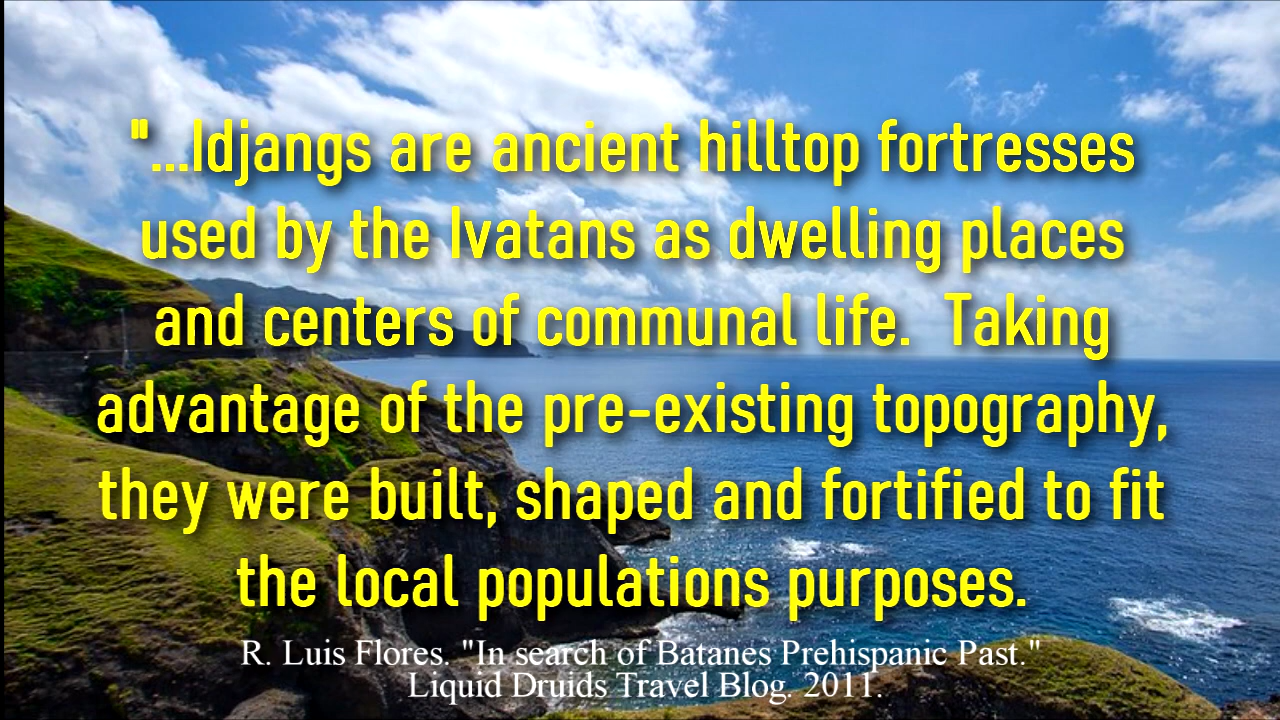 "...Idjangs are ancient hilltop fortresses
used by the Ivatans as dwelling places
and centers of communal life.  Taking
advantage of the pre-existing topography,
they were built, shaped and fortified to fit
the local populations purposes.
R. Luis Flores. "In search of Batanes Prehispanic Past."
Liquid Druids Travel Blog. 2011.